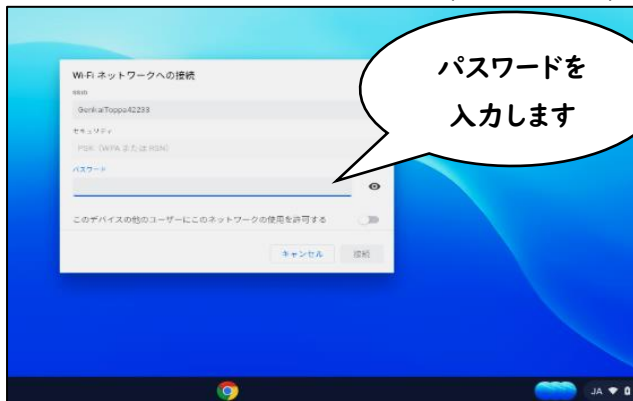 Wi-Fi ネットワークへの接続
SSID
GenkaiToppa42233
セキュリティ
PSK（WPA または RSN）
パスワード
このデバイスの他のユーザーにこのネットワークの使用を許可する
キャンセル
接続
パスワードを
入力します
JA